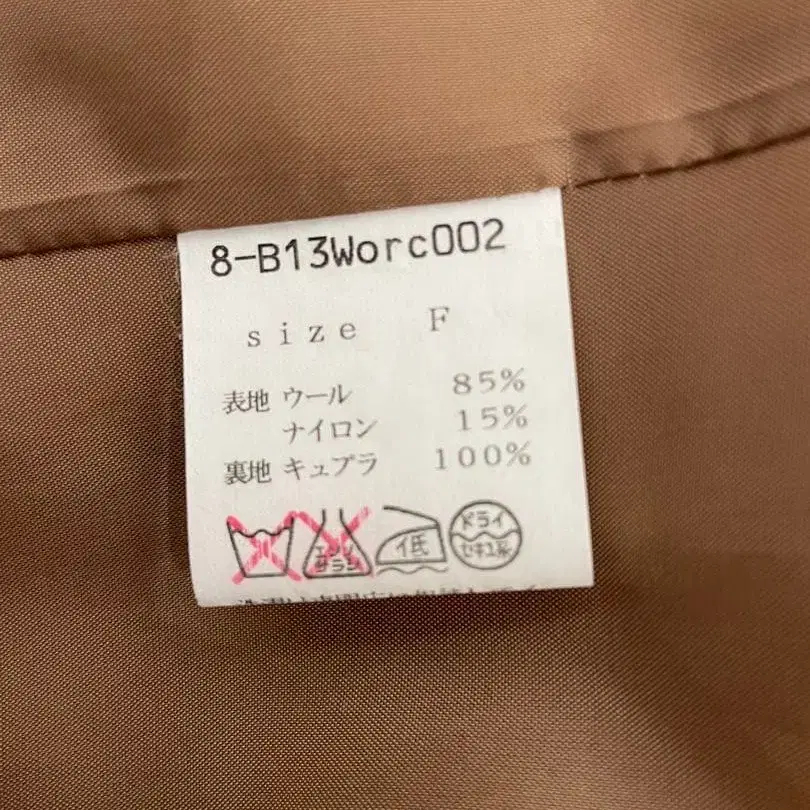 8-B13Worc002
size F
表地 ウール 85%
ナイロン 15%
裏地 キュプラ 100%
エンソ サラシ 低 ドライ
セキユ系